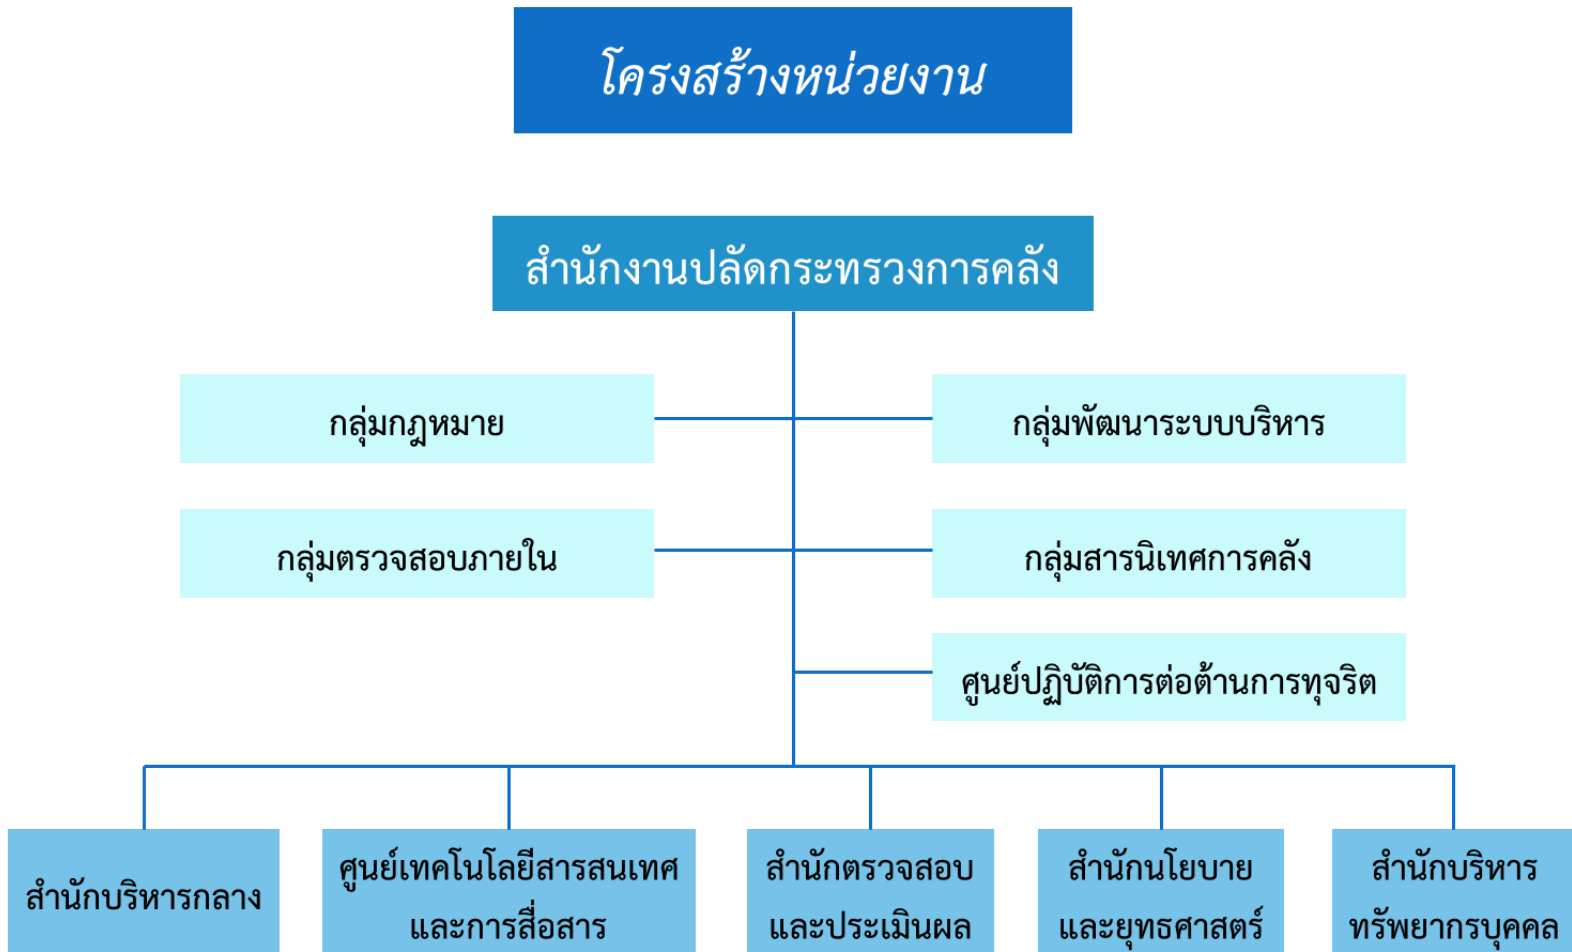 โครงสร้างหน่วยงาน
สำนักงานปลัดกระทรวงการคลัง
กลุ่มกฎหมาย
กลุ่มพัฒนาระบบบริหาร
กลุ่มตรวจสอบภายใน
กลุ่มสารนิเทศการคลัง
ศูนย์ปฏิบัติการต่อต้านการทุจริต
สำนักบริหารกลาง
ศูนย์เทคโนโลยีสารสนเทศ
และการสื่อสาร
สำนักตรวจสอบ
และประเมินผล
สำนักนโยบาย
และยุทธศาสตร์
สำนักบริหาร
ทรัพยากรบุคคล